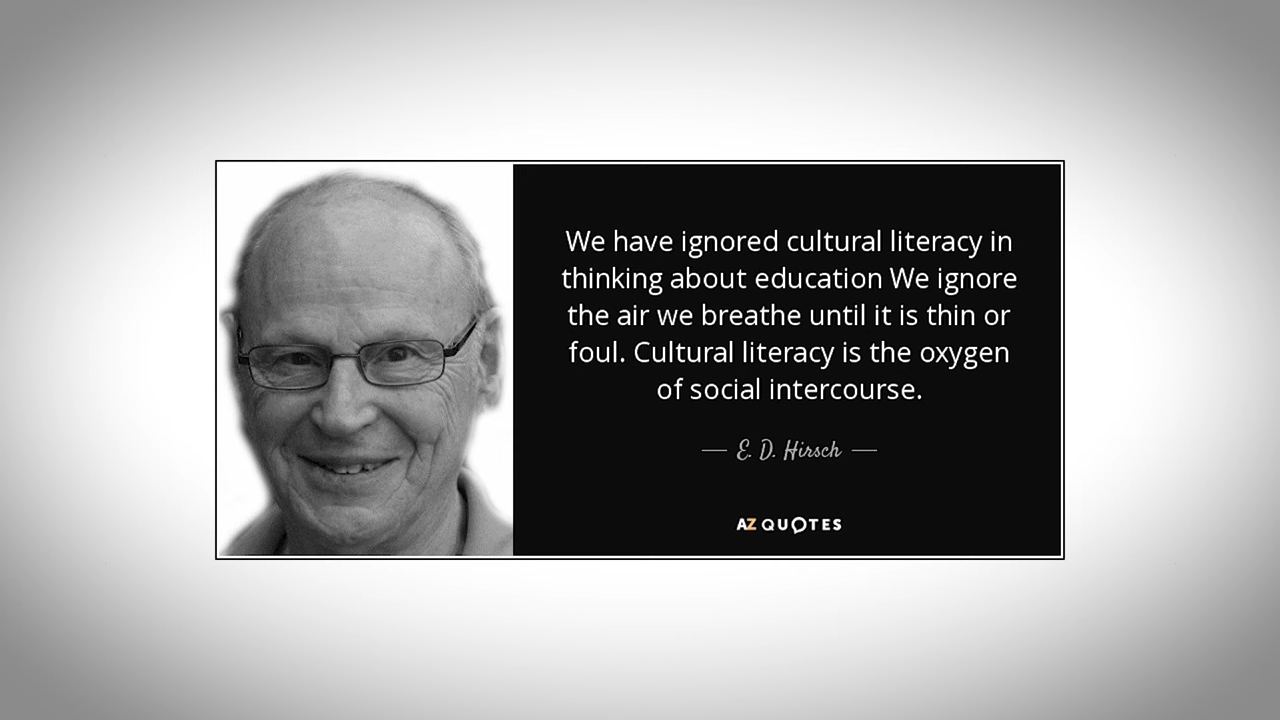 We have ignored cultural literacy in
thinking about education We ignore
the air we breathe until it is thin or
foul. Cultural literacy is the oxygen
of social intercourse.
— E. D. Hirsch —
AZ QUOTES